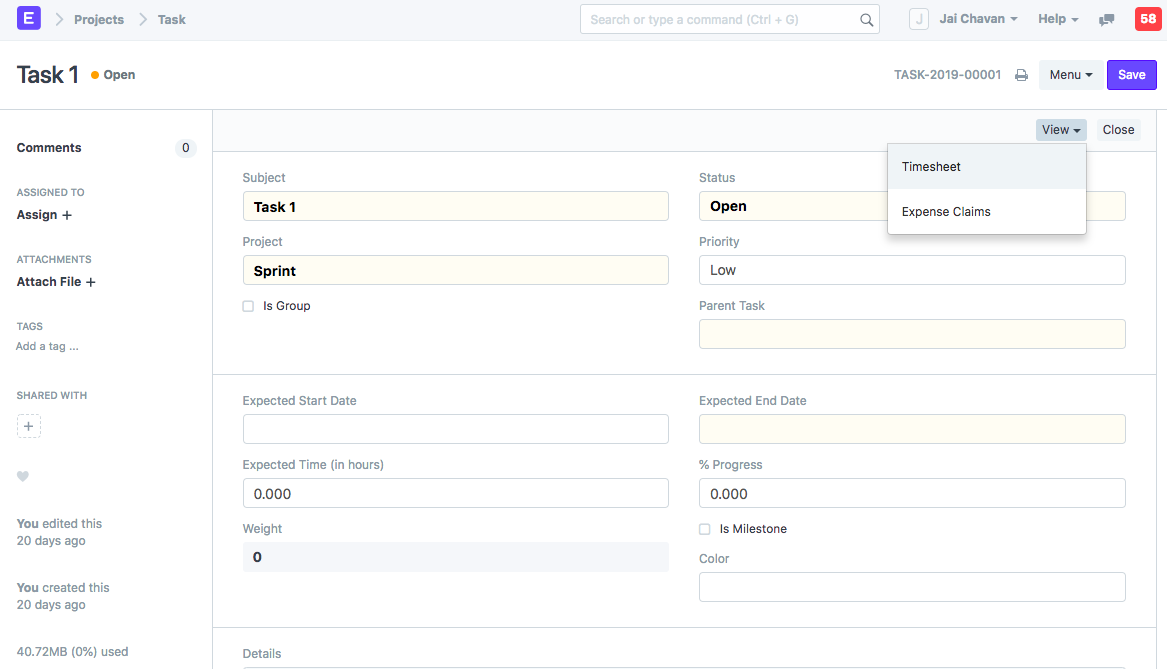 E Projects Task
Search or type a command (Ctrl + G)
J Jai Chavan Help 58
Task 1 Open
TASK-2019-00001 Menu Save
Comments 0
ASSIGNED TO
Assign +
ATTACHMENTS
Attach File +
TAGS
Add a tag ...
SHARED WITH
+
You edited this
20 days ago
You created this
20 days ago
40.72MB (0%) used
View Close
Timesheet
Expense Claims
Subject
Task 1
Project
Sprint
Is Group
Status
Open
Priority
Low
Parent Task
Expected Start Date
Expected Time (in hours)
0.000
Weight
0
Expected End Date
% Progress
0.000
Is Milestone
Color
Details